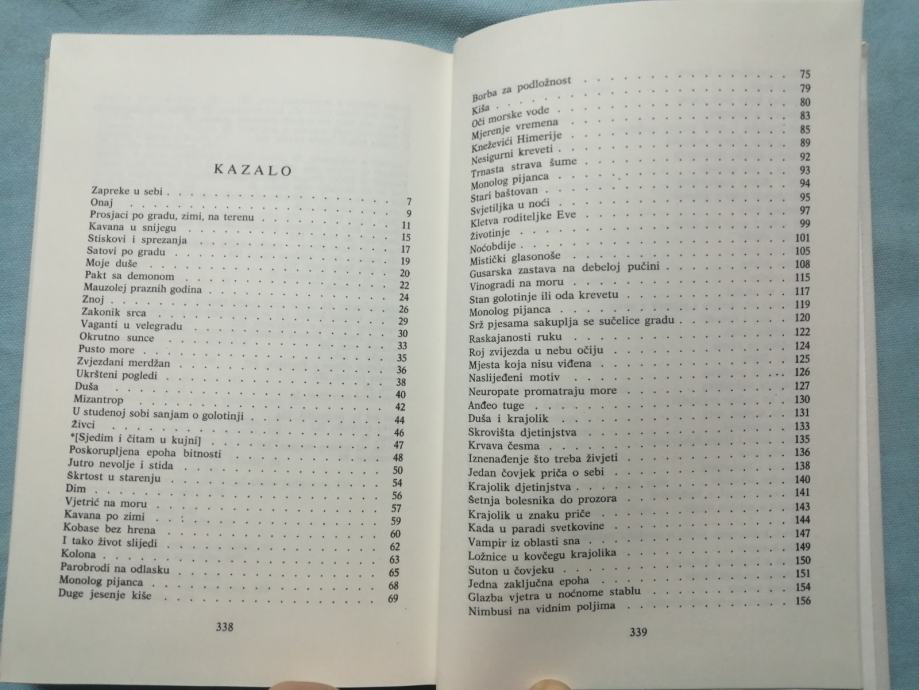 KAZALO
Zapreke u sebi . . . 7
Onaj . . . 9
Prosjaci po gradu, zimi, na terenu . . . 11
Kavana u snijegu . . . 15
Stiskovi i sprezanja . . . 17
Satovi po gradu . . . 19
Moje duše . . . 20
Pakt sa demonom . . . 22
Mauzolej praznih godina . . . 24
Znoj . . . 26
Zakonik srca . . . 29
Vaganti u velegradu . . . 30
Okrutno sunce . . . 33
Pusto more . . . 35
Zvjezdani merdžan . . . 36
Ukršteni pogledi . . . 38
Duša . . . 40
Mizantrop . . . 42
U studenoj sobi sanjam o golotinji . . . 44
Živci . . . 46
*[Sjedim i čitam u kujni] . . . 47
Poskorupljena epoha bitnosti . . . 48
Jutro nevolje i stida . . . 50
Škrtost u starenju . . . 54
Dim . . . 56
Vjetrić na moru . . . 57
Kavana po zimi . . . 59
Kobase bez hrena . . . 60
I tako život slijedi . . . 62
Kolona . . . 63
Parobrodi na odlasku . . . 65
Monolog pijanca . . . 68
Duge jesenje kiše . . . 69
338
Borba za podložnost . . . 75
Kiša . . . 79
Oči morske vode . . . 80
Mjerenje vremena . . . 83
Kneževići Himerije . . . 85
Nesigurni kreveti . . . 89
Trnasta strava šume . . . 92
Monolog pijanca . . . 93
Stari baštovan . . . 94
Svjetiljka u noći . . . 95
Kletva roditeljke Eve . . . 97
Životinje . . . 99
Noćobdije . . . 101
Mistički glasonoše . . . 105
Gusarska zastava na debeloj pučini . . . 108
Vinogradi na moru . . . 115
Stan golotinje ili oda krevetu . . . 117
Monolog pijanca . . . 119
Srž pjesama sakuplja se sučelice gradu . . . 120
Raskajanosti ruku . . . 122
Roj zvijezda u nebu očiju . . . 124
Mjesta koja nisu viđena . . . 125
Naslijeđeni motiv . . . 126
Neuropate promatraju more . . . 127
Anđeo tuge . . . 130
Duša i krajolik . . . 131
Skrovišta djetinjstva . . . 133
Krvava česma . . . 135
Iznenađenje što treba živjeti . . . 136
Jedan čovjek priča o sebi . . . 138
Krajolik djetinjstva . . . 140
Šetnja bolesnika do prozora . . . 141
Krajolik u znaku priče . . . 143
Kada u paradi svetkovine . . . 144
Vampir iz oblasti sna . . . 147
Ložnice u kovčegu krajolika . . . 149
Suton u čovjeku . . . 150
Jedna zaključna epoha . . . 151
Glazba vjetra u noćnome stablu . . . 154
Nimbusi na vidnim poljima . . . 156
339